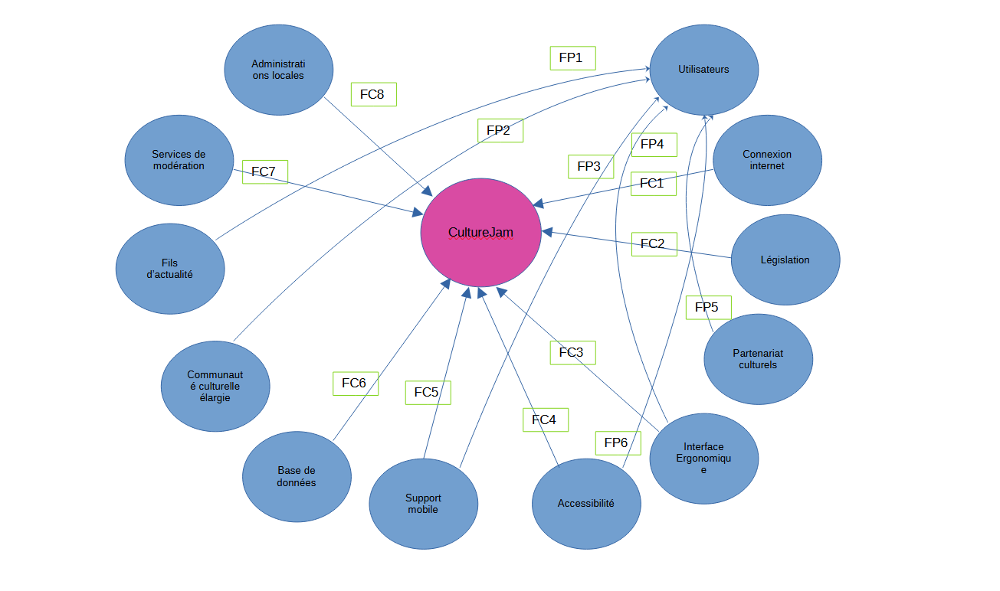 FP1
Administrati
ons locales
Utilisateurs
FC8
FP2
FP4
Services de
modération
Connexion
internet
FC7
FP3
FC1
CultureJam
FC2
Législation
Fils
d’actualité
FP5
FC3
Partenariat
culturels
Communaut
é culturelle
élargie
FC6
FC5
FC4
FP6
Interface
Ergonomiqu
e
Base de
données
Support
mobile
Accessibilité